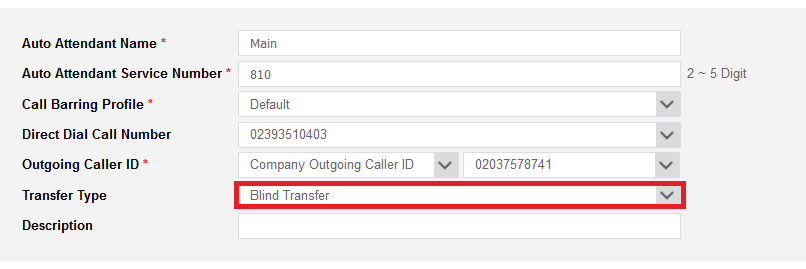 Auto Attendant Name * Main
Auto Attendant Service Number * 810 2 ~ 5 Digit
Call Barring Profile * Default
Direct Dial Call Number 02393510403
Outgoing Caller ID * Company Outgoing Caller ID 02037578741
Transfer Type Blind Transfer
Description